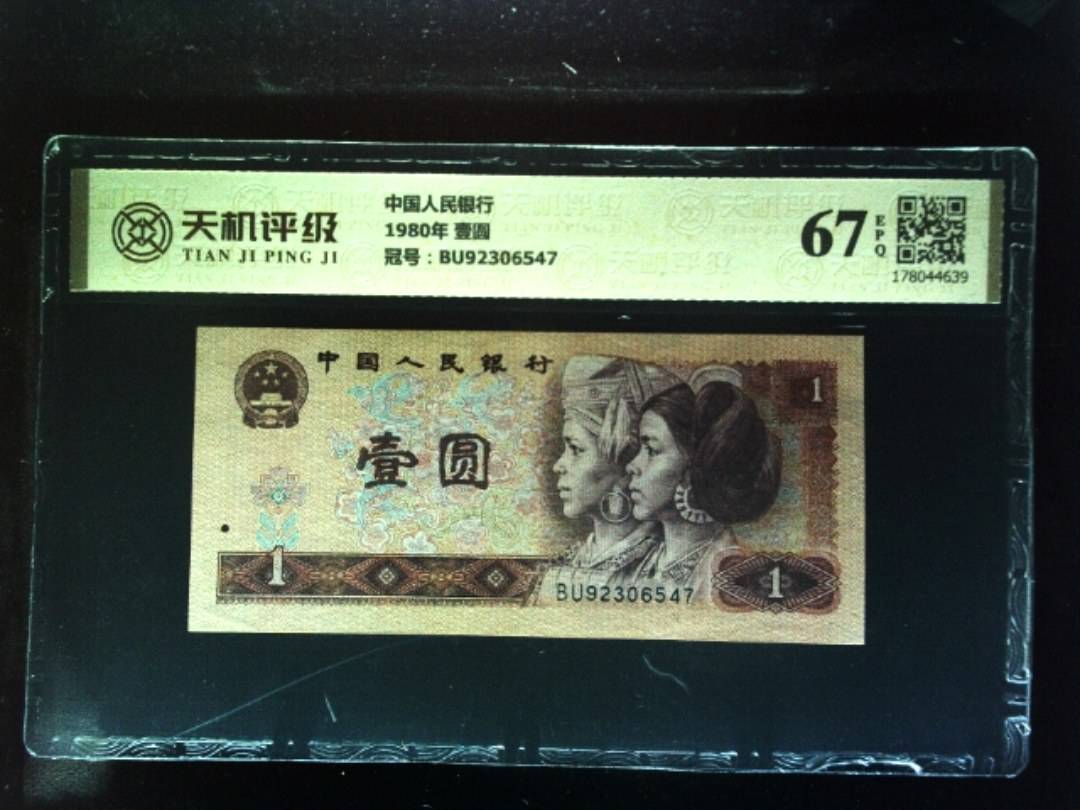 天机评级
TIAN JI PING JI
中国人民银行
1980年 壹圆
冠号：BU92306547
67
EPQ
178044639
中国人民银行
1
壹圆
1
BU92306547
1